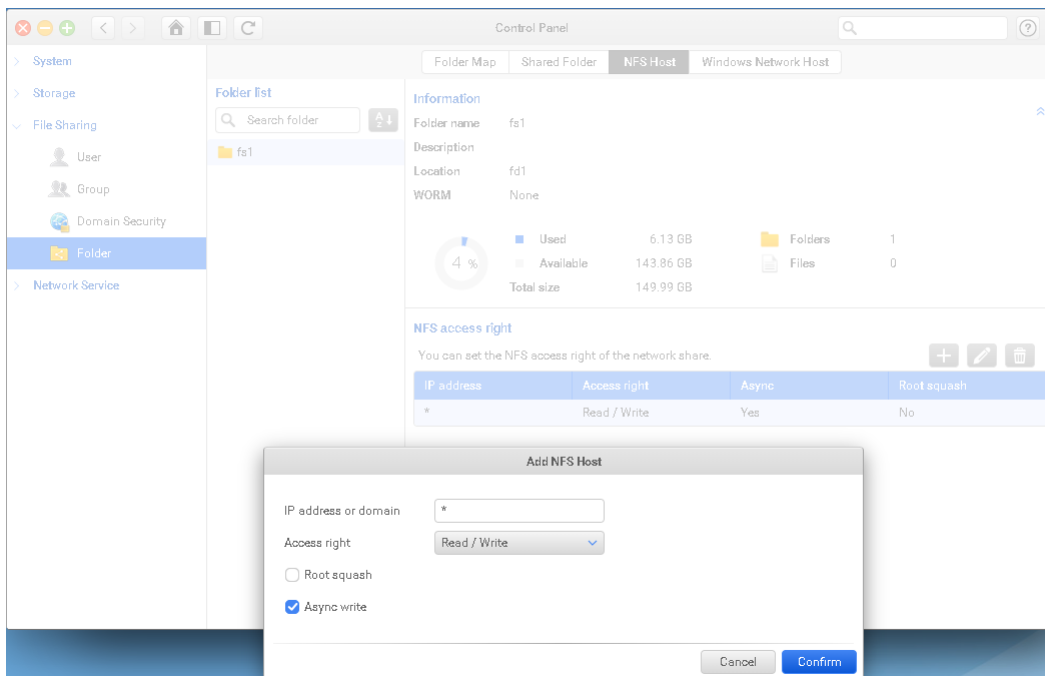 Control Panel
System
Storage
File Sharing
User
Group
Domain Security
Folder
Network Service
Folder Map Shared Folder NFS Host Windows Network Host
Folder list
Search folder
fs1
Information
Folder name fs1
Description
Location fd1
WORM None
4 %
Used 6.13 GB Folders 1
Available 143.86 GB Files 0
Total size 149.99 GB
NFS access right
You can set the NFS access right of the network share.
IP address Access right Async Root squash
* Read / Write Yes No
Add NFS Host
IP address or domain *
Access right Read / Write
Root squash
Async write
Cancel Confirm